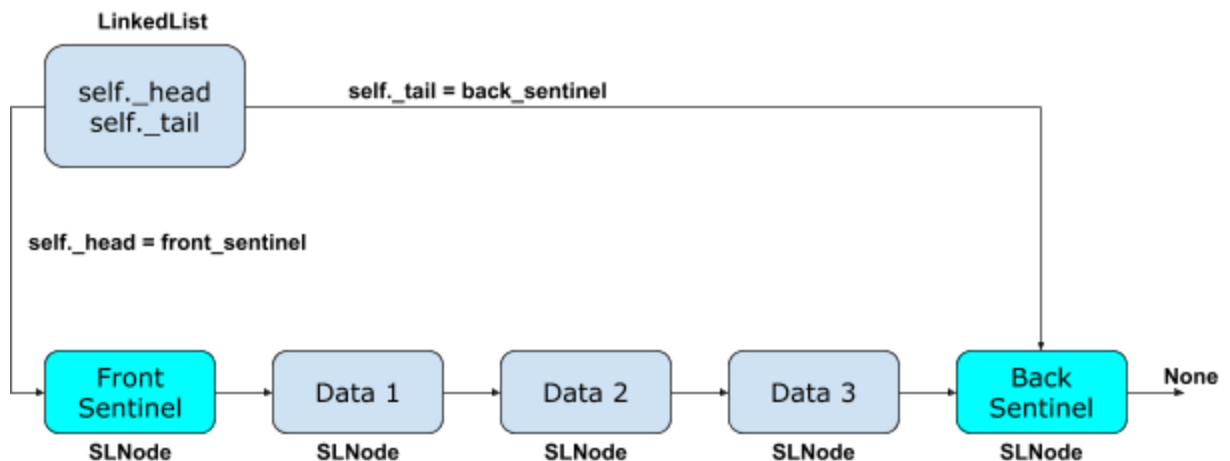 LinkedList
self._head
self._tail
self._tail = back_sentinel
self._head = front_sentinel
Front
Sentinel
Data 1
Data 2
Data 3
Back
Sentinel
None
SLNode
SLNode
SLNode
SLNode
SLNode